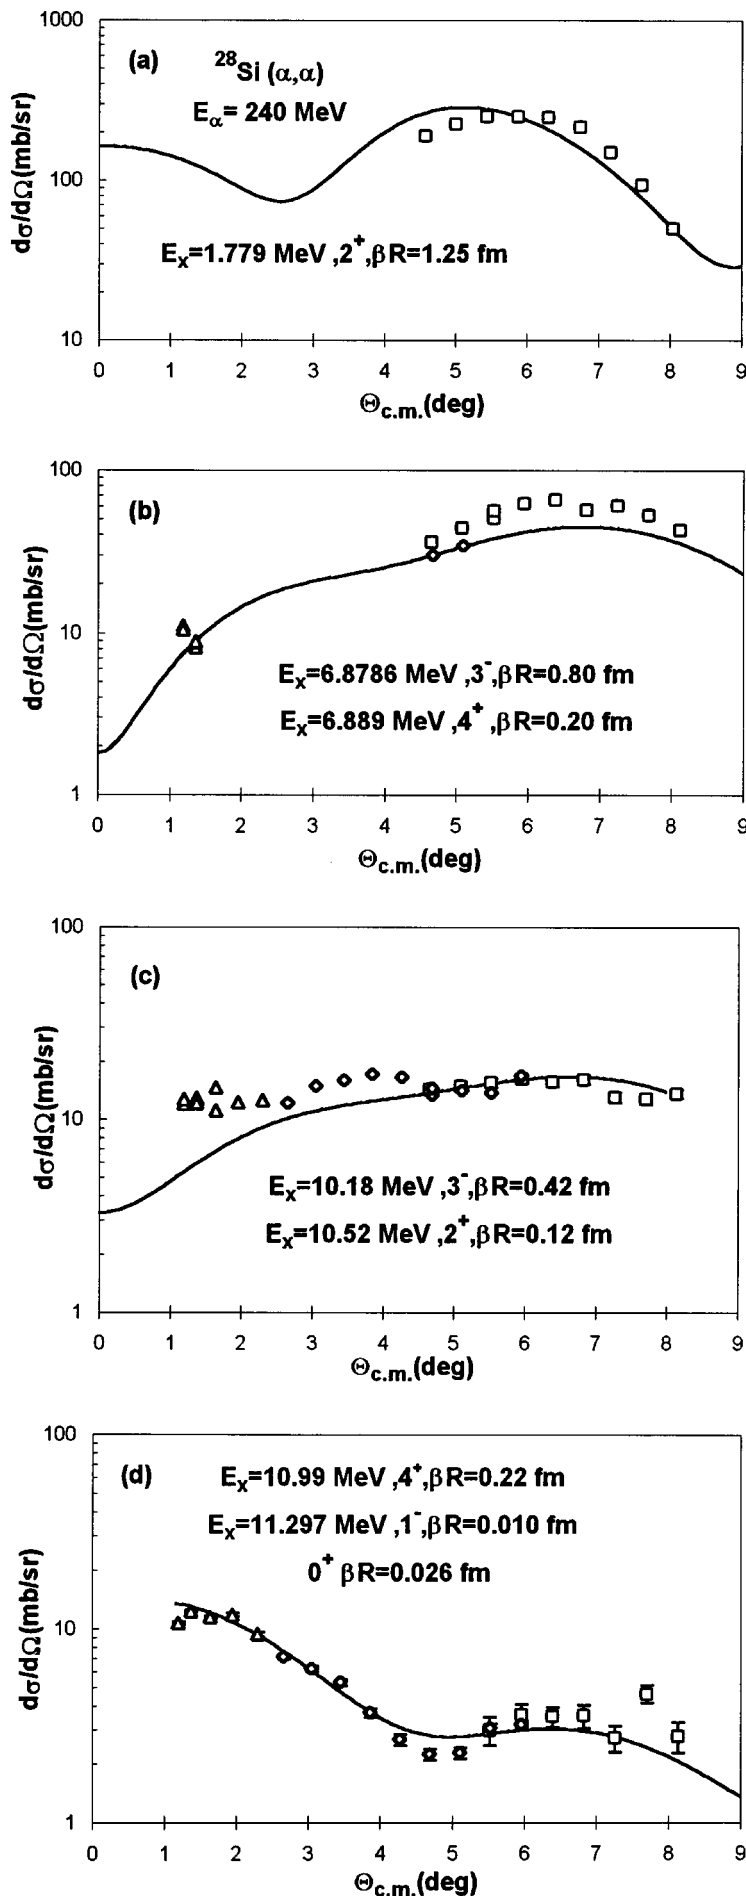 1000
(a)
²⁸Si (α,α)
Eα= 240 MeV
100
dσ/dΩ(mb/sr)
Eₓ=1.779 MeV ,2⁺,βR=1.25 fm
10
0 1 2 3 4 5 6 7 8 9
Θc.m.(deg)
100
(b)
dσ/dΩ(mb/sr)
10
Eₓ=6.8786 MeV ,3⁻,βR=0.80 fm
Eₓ=6.889 MeV ,4⁺ ,βR=0.20 fm
1
0 1 2 3 4 5 6 7 8 9
Θc.m.(deg)
100
(c)
dσ/dΩ(mb/sr)
10
Eₓ=10.18 MeV ,3⁻,βR=0.42 fm
Eₓ=10.52 MeV ,2⁺,βR=0.12 fm
1
0 1 2 3 4 5 6 7 8 9
Θc.m.(deg)
100
(d)
Eₓ=10.99 MeV ,4⁺,βR=0.22 fm
Eₓ=11.297 MeV ,1⁻,βR=0.010 fm
0⁺ βR=0.026 fm
dσ/dΩ(mb/sr)
10
1
0 1 2 3 4 5 6 7 8 9
Θc.m.(deg)